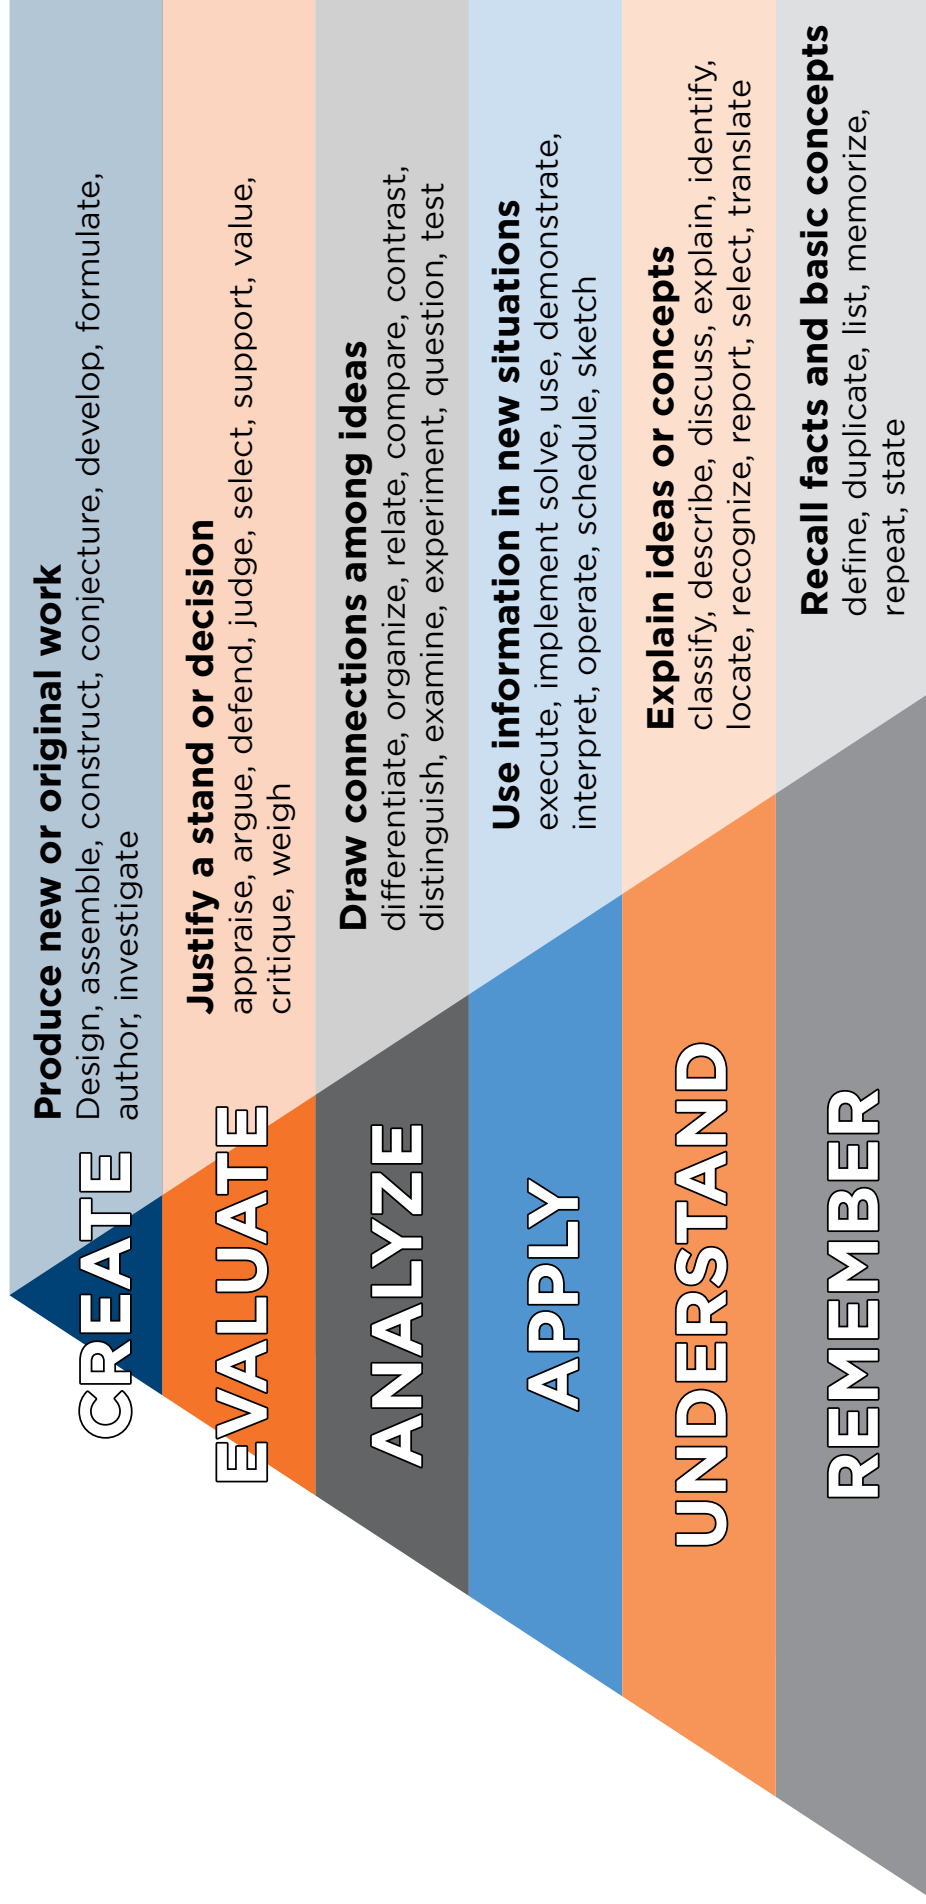 CREATE
Produce new or original work
Design, assemble, construct, conjecture, develop, formulate,
author, investigate
EVALUATE
Justify a stand or decision
appraise, argue, defend, judge, select, support, value,
critique, weigh
ANALYZE
Draw connections among ideas
differentiate, organize, relate, compare, contrast,
distinguish, examine, experiment, question, test
APPLY
Use information in new situations
execute, implement solve, use, demonstrate,
interpret, operate, schedule, sketch
UNDERSTAND
Explain ideas or concepts
classify, describe, discuss, explain, identify,
locate, recognize, report, select, translate
REMEMBER
Recall facts and basic concepts
define, duplicate, list, memorize,
repeat, state